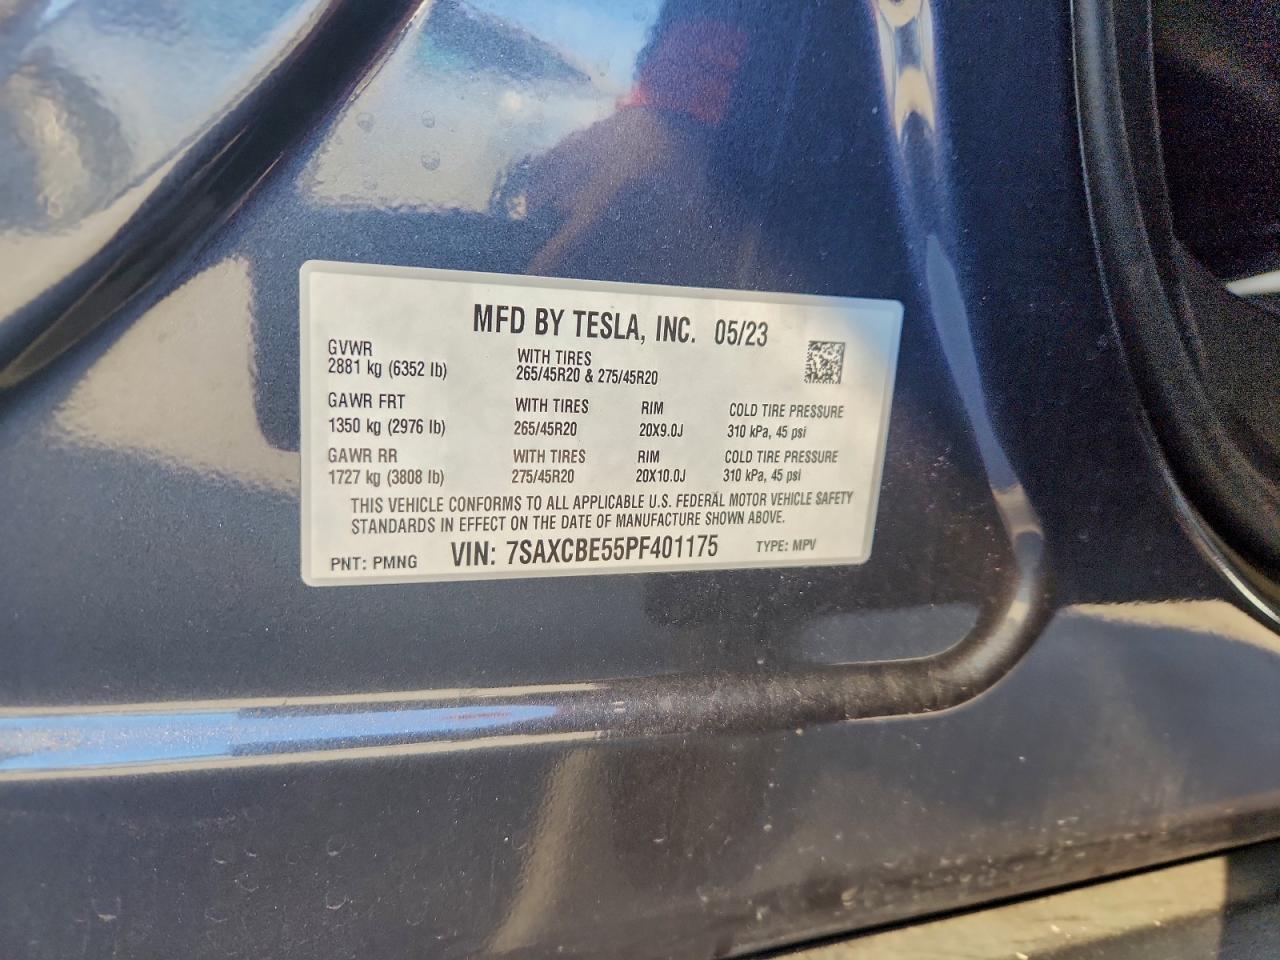 MFD BY TESLA, INC. 05/23
GVWR
2881 kg (6352 lb)
WITH TIRES
265/45R20 & 275/45R20
GAWR FRT WITH TIRES RIM COLD TIRE PRESSURE
1350 kg (2976 lb) 265/45R20 20X9.0J 310 kPa, 45 psi
GAWR RR WITH TIRES RIM COLD TIRE PRESSURE
1727 kg (3808 lb) 275/45R20 20X10.0J 310 kPa, 45 psi
THIS VEHICLE CONFORMS TO ALL APPLICABLE U.S. FEDERAL MOTOR VEHICLE SAFETY
STANDARDS IN EFFECT ON THE DATE OF MANUFACTURE SHOWN ABOVE.
PNT: PMNG VIN: 7SAXCBE55PF401175 TYPE: MPV